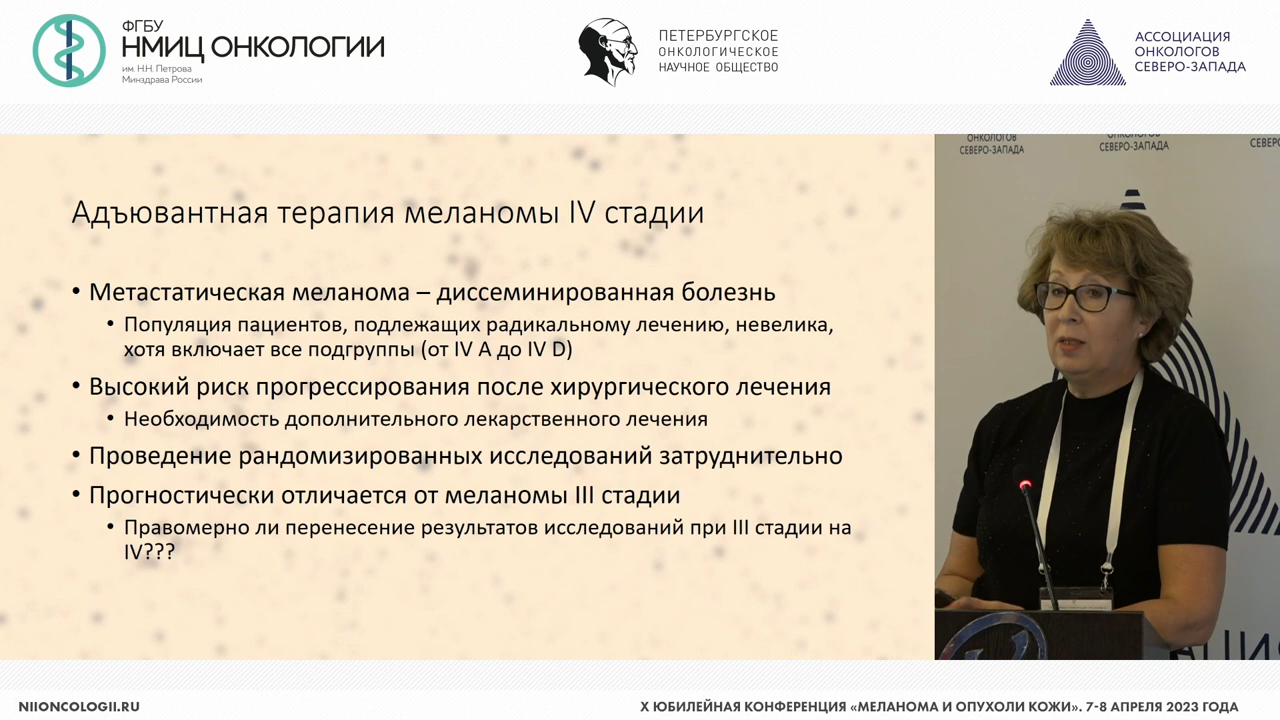 ФГБУ
НМИЦ ОНКОЛОГИИ
им. Н.Н. Петрова
Минздрава России
ПЕТЕРБУРГСКОЕ
ОНКОЛОГИЧЕСКОЕ
НАУЧНОЕ ОБЩЕСТВО
АССОЦИАЦИЯ
ОНКОЛОГОВ
СЕВЕРО-ЗАПАДА
Адъювантная терапия меланомы IV стадии
• Метастатическая меланома – диссеминированная болезнь
• Популяция пациентов, подлежащих радикальному лечению, невелика,
хотя включает все подгруппы (от IV A до IV D)
• Высокий риск прогрессирования после хирургического лечения
• Необходимость дополнительного лекарственного лечения
• Проведение рандомизированных исследований затруднительно
• Прогностически отличается от меланомы III стадии
• Правомерно ли перенесение результатов исследований при III стадии на
IV???
ОНКОЛОГОВ
СЕВЕРО-ЗАПАДА
ОНКОЛОГОВ
СЕВЕРО-ЗАПАДА
СЕВЕР
NIIONCOLOGII.RU
X ЮБИЛЕЙНАЯ КОНФЕРЕНЦИЯ «МЕЛАНОМА И ОПУХОЛИ КОЖИ». 7-8 АПРЕЛЯ 2023 ГОДА